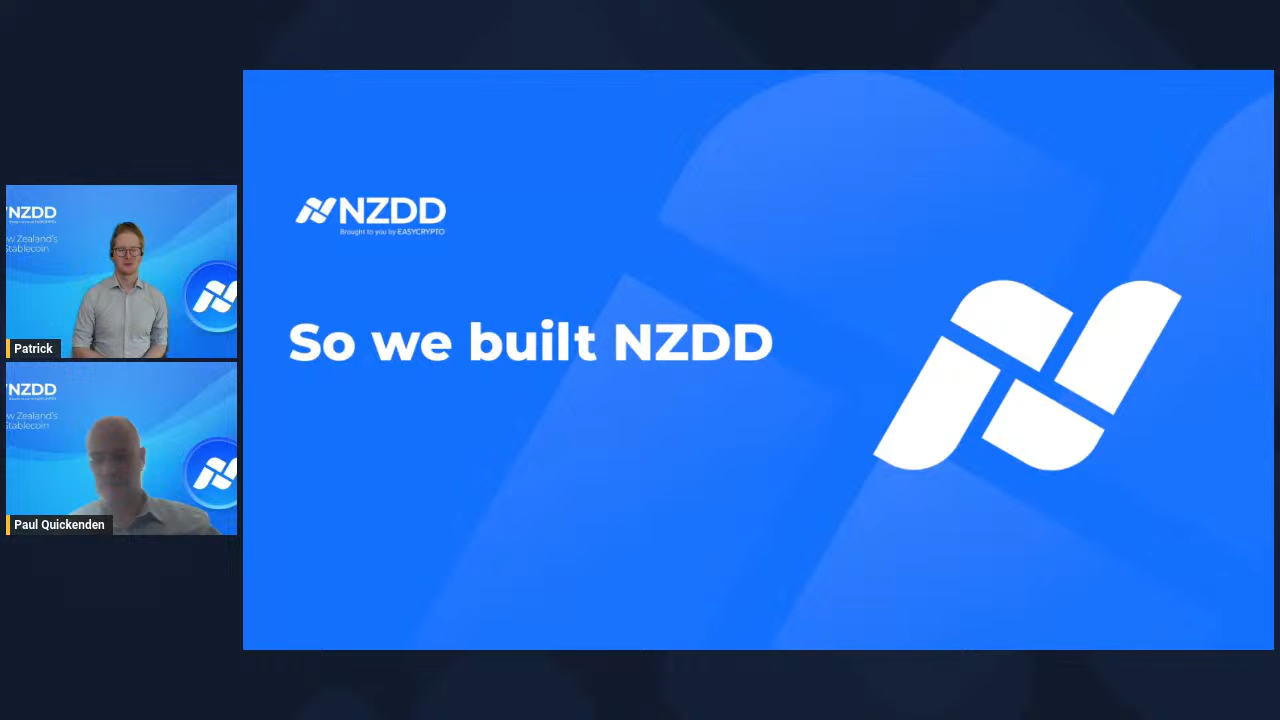 NZDD
Brought to you by EASYCRYPTO
So we built NZDD
NZDD
w Zealand's
Stablecoin
Patrick
NZDD
w Zealand's
Stablecoin
Paul Quickenden